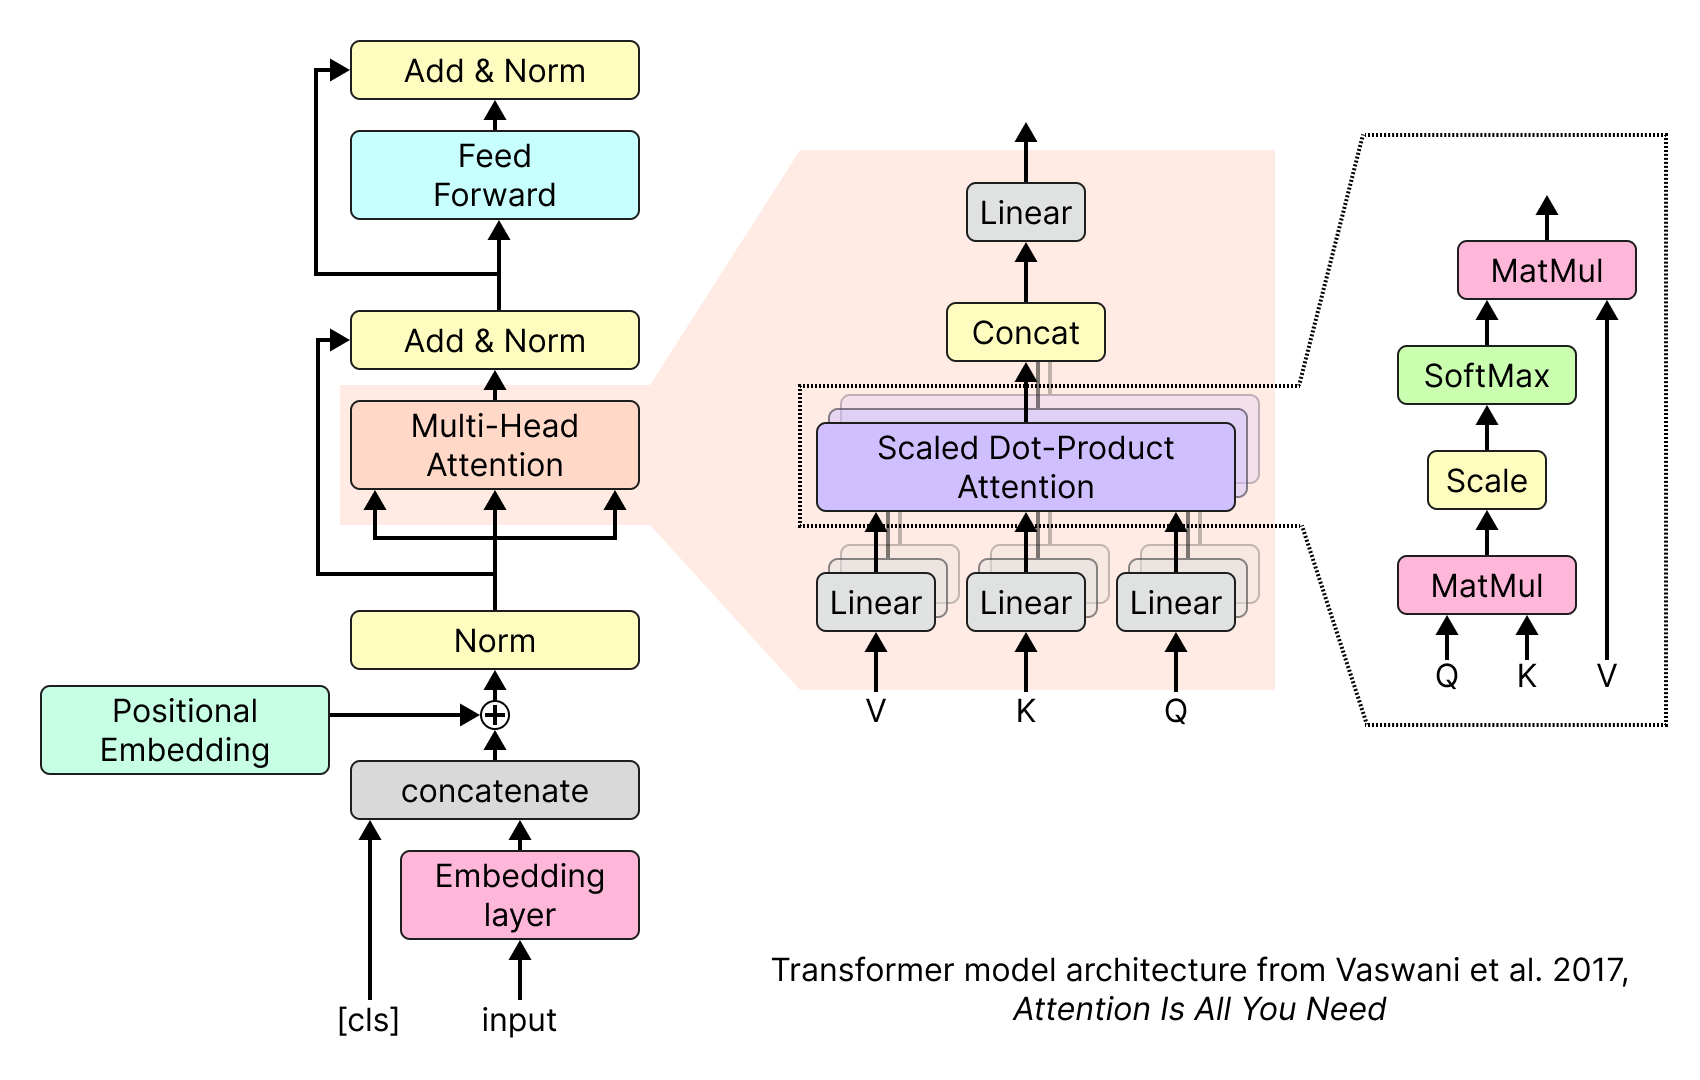 Add & Norm
Feed
Forward
Add & Norm
Multi-Head
Attention
Norm
Positional
Embedding
concatenate
Embedding
layer
[cls]
input
Linear
Concat
Scaled Dot-Product
Attention
Linear
Linear
Linear
V
K
Q
MatMul
SoftMax
Scale
MatMul
Q
K
V
Transformer model architecture from Vaswani et al. 2017,
Attention Is All You Need